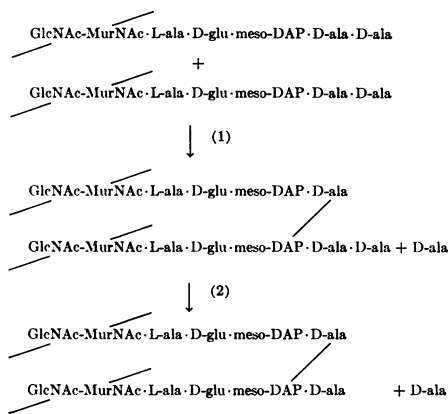 GlcNAc-MurNAc·L-ala·D-glu·meso-DAP·D-ala·D-ala
+
GlcNAc-MurNAc·L-ala·D-glu·meso-DAP·D-ala·D-ala
(1)
GlcNAc-MurNAc·L-ala·D-glu·meso-DAP·D-ala
GlcNAc-MurNAc·L-ala·D-glu·meso-DAP·D-ala·D-ala + D-ala
(2)
GlcNAc-MurNAc·L-ala·D-glu·meso-DAP·D-ala
GlcNAc-MurNAc·L-ala·D-glu·meso-DAP·D-ala + D-ala